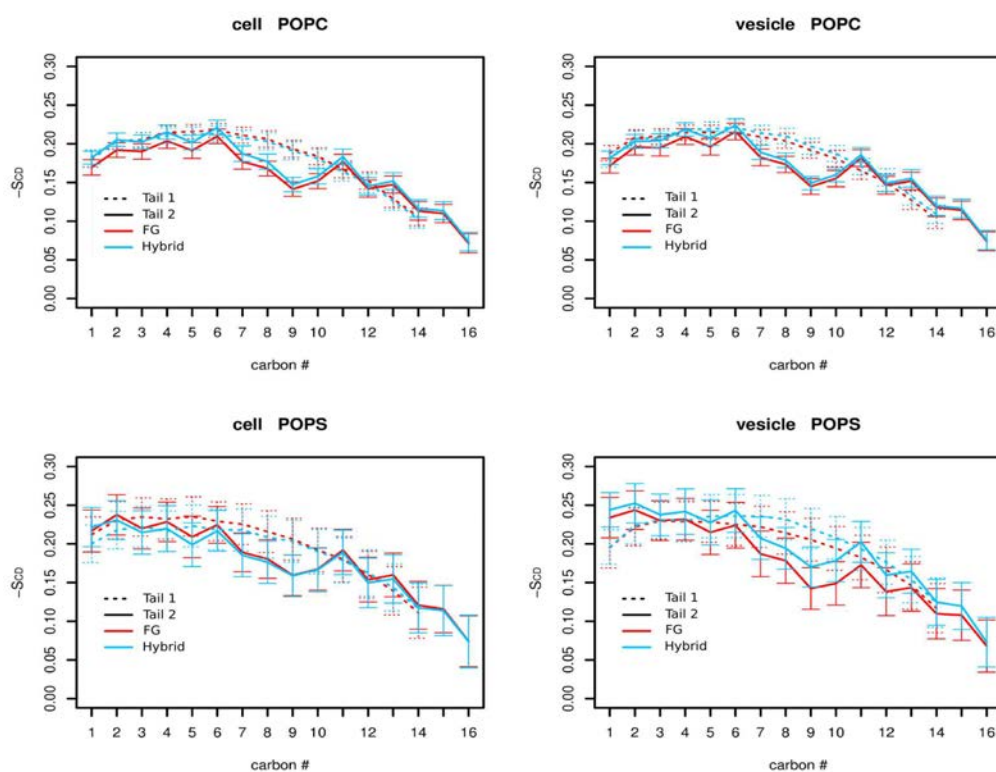 cell POPC
-SCD
0.30
0.25
0.20
0.15
0.10
0.05
0.00
Tail 1
Tail 2
FG
Hybrid
1 2 3 4 5 6 7 8 9 10 12 14 16
carbon #
vesicle POPC
-SCD
0.30
0.25
0.20
0.15
0.10
0.05
0.00
Tail 1
Tail 2
FG
Hybrid
1 2 3 4 5 6 7 8 9 10 12 14 16
carbon #
cell POPS
-SCD
0.30
0.25
0.20
0.15
0.10
0.05
0.00
Tail 1
Tail 2
FG
Hybrid
1 2 3 4 5 6 7 8 9 10 12 14 16
carbon #
vesicle POPS
-SCD
0.30
0.25
0.20
0.15
0.10
0.05
0.00
Tail 1
Tail 2
FG
Hybrid
1 2 3 4 5 6 7 8 9 10 12 14 16
carbon #